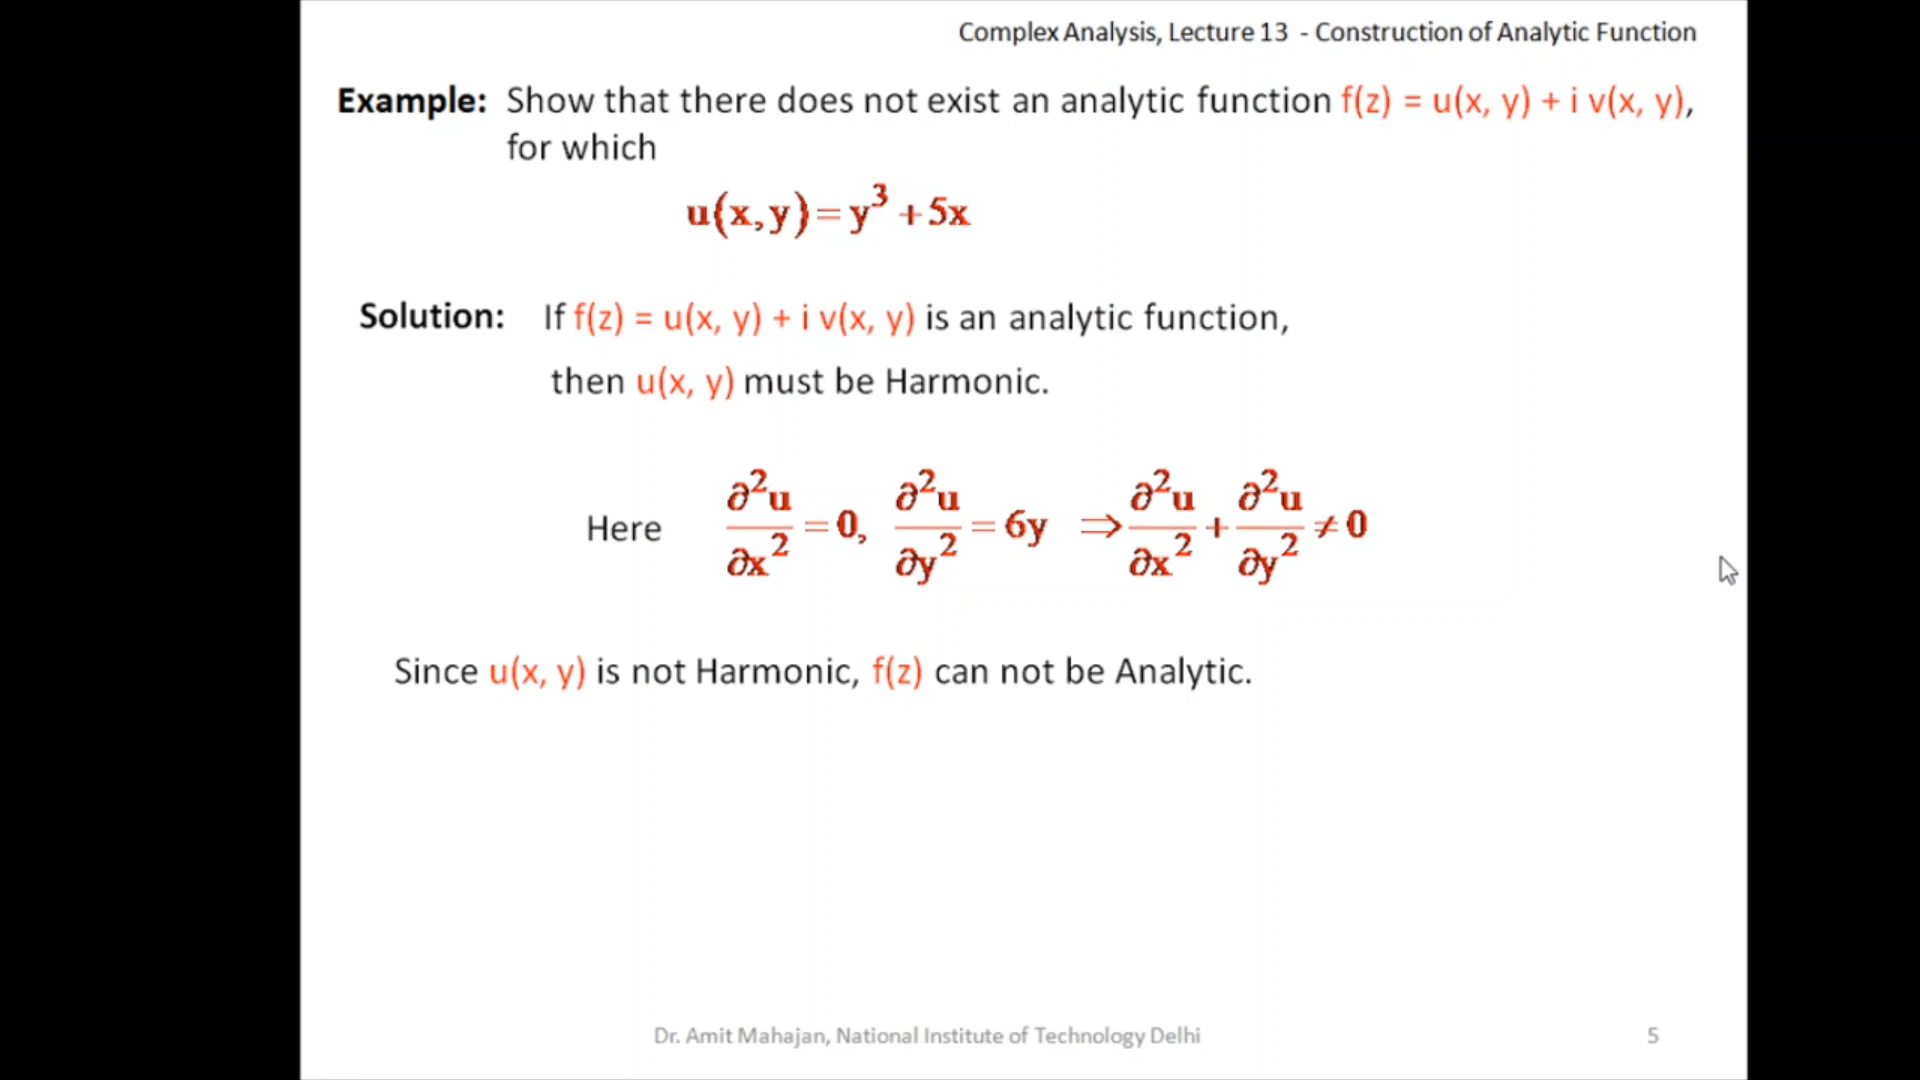 Complex Analysis, Lecture 13 - Construction of Analytic Function
Example: Show that there does not exist an analytic function f(z) = u(x, y) + i v(x, y),
for which
u(x,y)=y³+5x
Solution: If f(z) = u(x, y) + i v(x, y) is an analytic function,
then u(x, y) must be Harmonic.
Here ∂²u/∂x² = 0, ∂²u/∂y² = 6y ⇒ ∂²u/∂x² + ∂²u/∂y² ≠ 0
Since u(x, y) is not Harmonic, f(z) can not be Analytic.
Dr. Amit Mahajan, National Institute of Technology Delhi 5